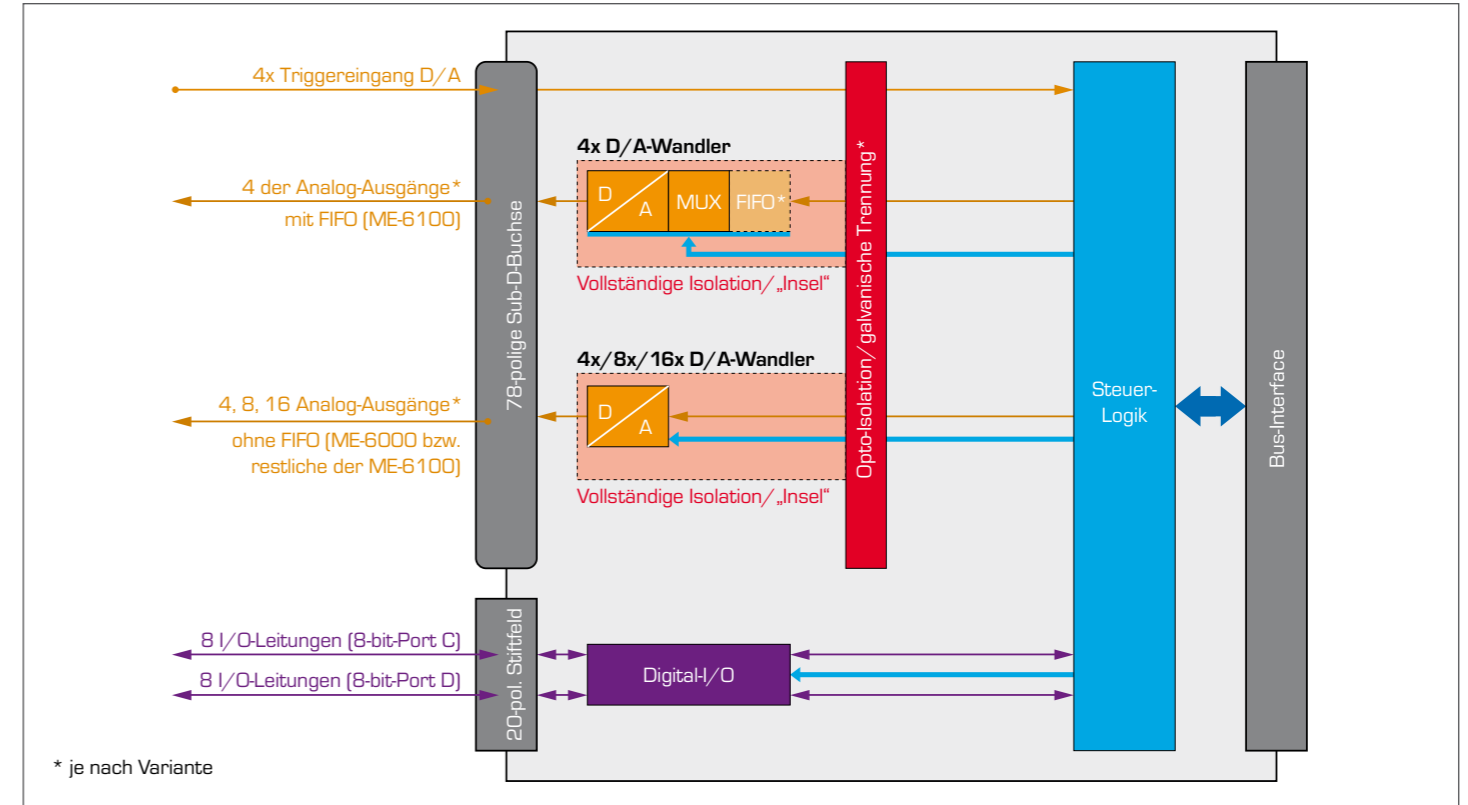 4x Triggereingang D/A
4x D/A-Wandler
4 der Analog-Ausgänge*
mit FIFO (ME-6100)
D
A
MUX
FIFO*
Vollständige Isolation/„Insel“
78-polige Sub-D-Buchse
Opto-Isolation/galvanische Trennung*
4x/8x/16x D/A-Wandler
4, 8, 16 Analog-Ausgänge*
ohne FIFO (ME-6000 bzw.
restliche der ME-6100)
D
A
Vollständige Isolation/„Insel“
Steuer-
Logik
Bus-Interface
8 I/O-Leitungen (8-bit-Port C)
8 I/O-Leitungen (8-bit-Port D)
20-pol. Stiftfeld
Digital-I/O
* je nach Variante